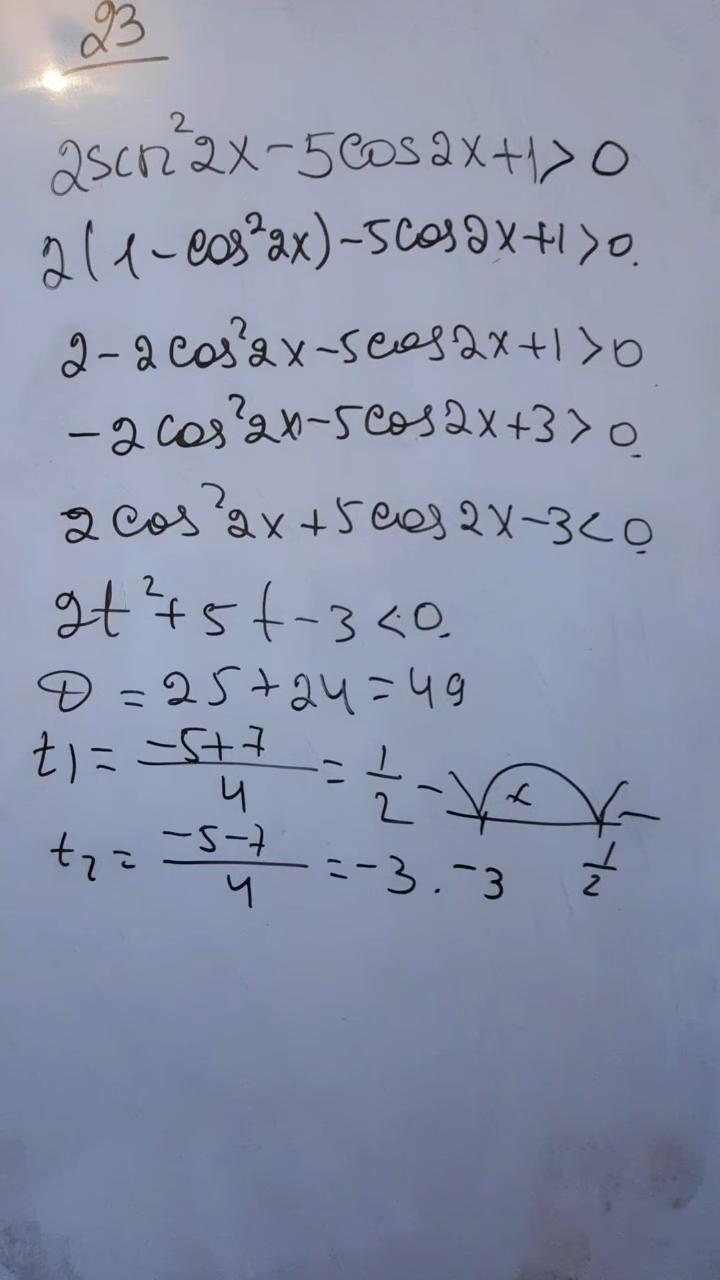 23
2sin²2x-5cos2x+1>0
2(1-cos²2x)-5cos2x+1>0.
2-2cos²2x-5cos2x+1>0
-2cos²2x-5cos2x+3>0.
2cos²2x+5cos2x-3<0.
2t²+5t-3<0.
D=25+24=49
t1=(-5+7)/4=1/2
t2=(-5-7)/4=-3. -3 1/2